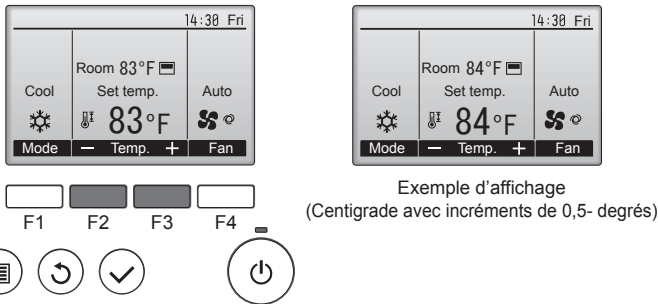 14:30 Fri
Room 83°F
Cool Set temp. Auto
83°F
Mode — Temp. + Fan
F1 F2 F3 F4
14:30 Fri
Room 84°F
Cool Set temp. Auto
84°F
Mode — Temp. + Fan
Exemple d’affichage
(Centigrade avec incréments de 0,5- degrés)